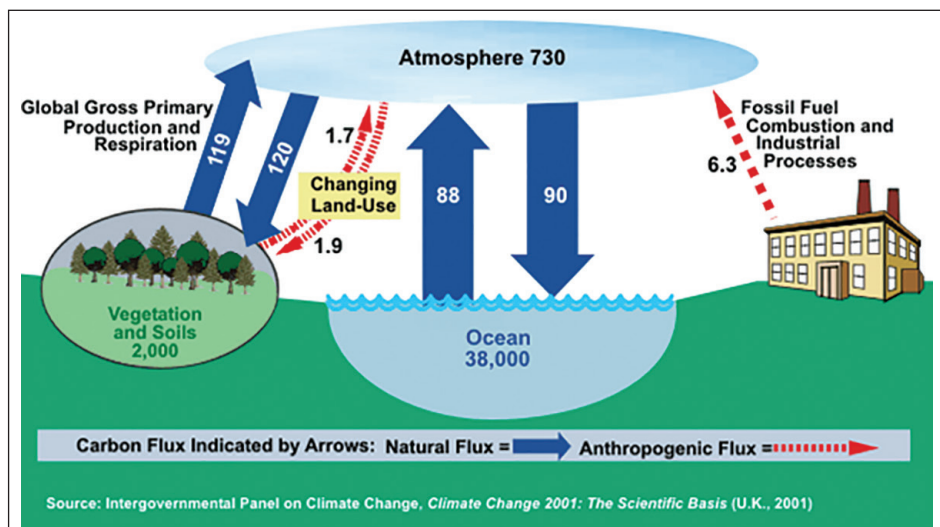 Atmosphere 730
Global Gross Primary
Production and
Respiration
119
120
1.7
Changing
Land-Use
1.9
88
90
Fossil Fuel
Combustion and
Industrial
Processes
6.3
Vegetation
and Soils
2,000
Ocean
38,000
Carbon Flux Indicated by Arrows: Natural Flux = Anthropogenic Flux =
Source: Intergovernmental Panel on Climate Change, Climate Change 2001: The Scientific Basis (U.K., 2001)